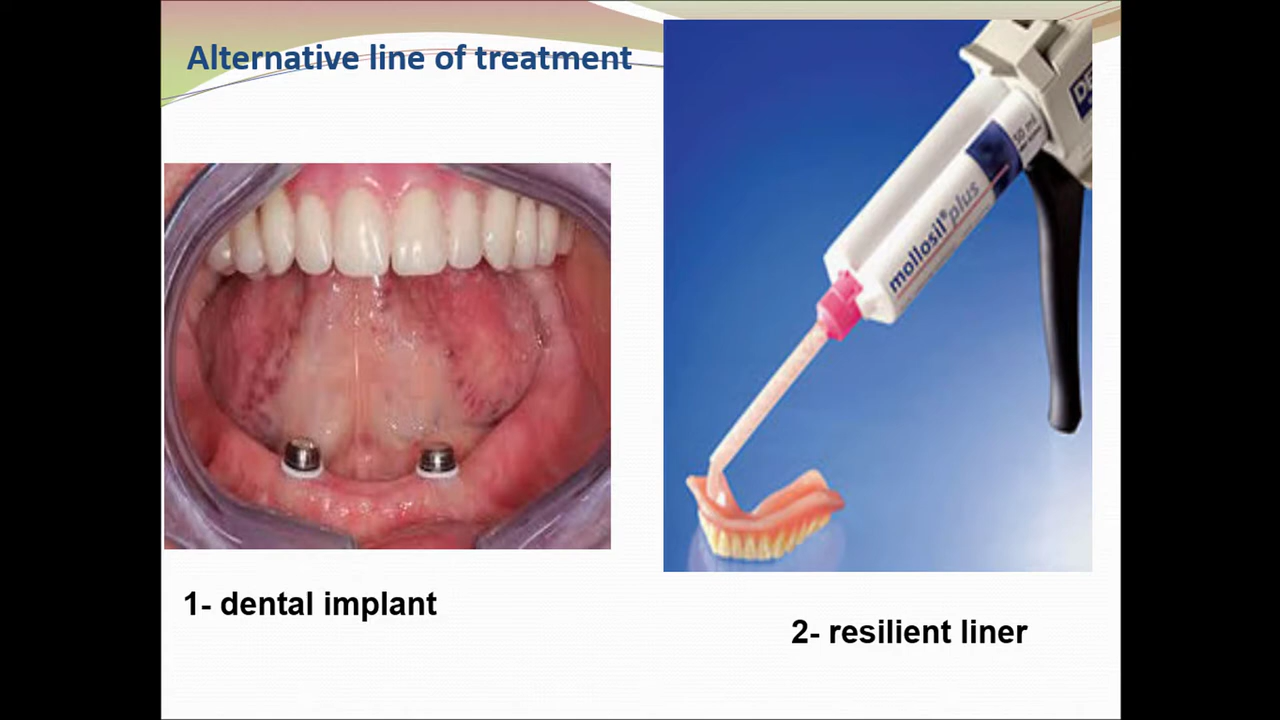 Alternative line of treatment
50 ml
mollosil® plus
1- dental implant
2- resilient liner